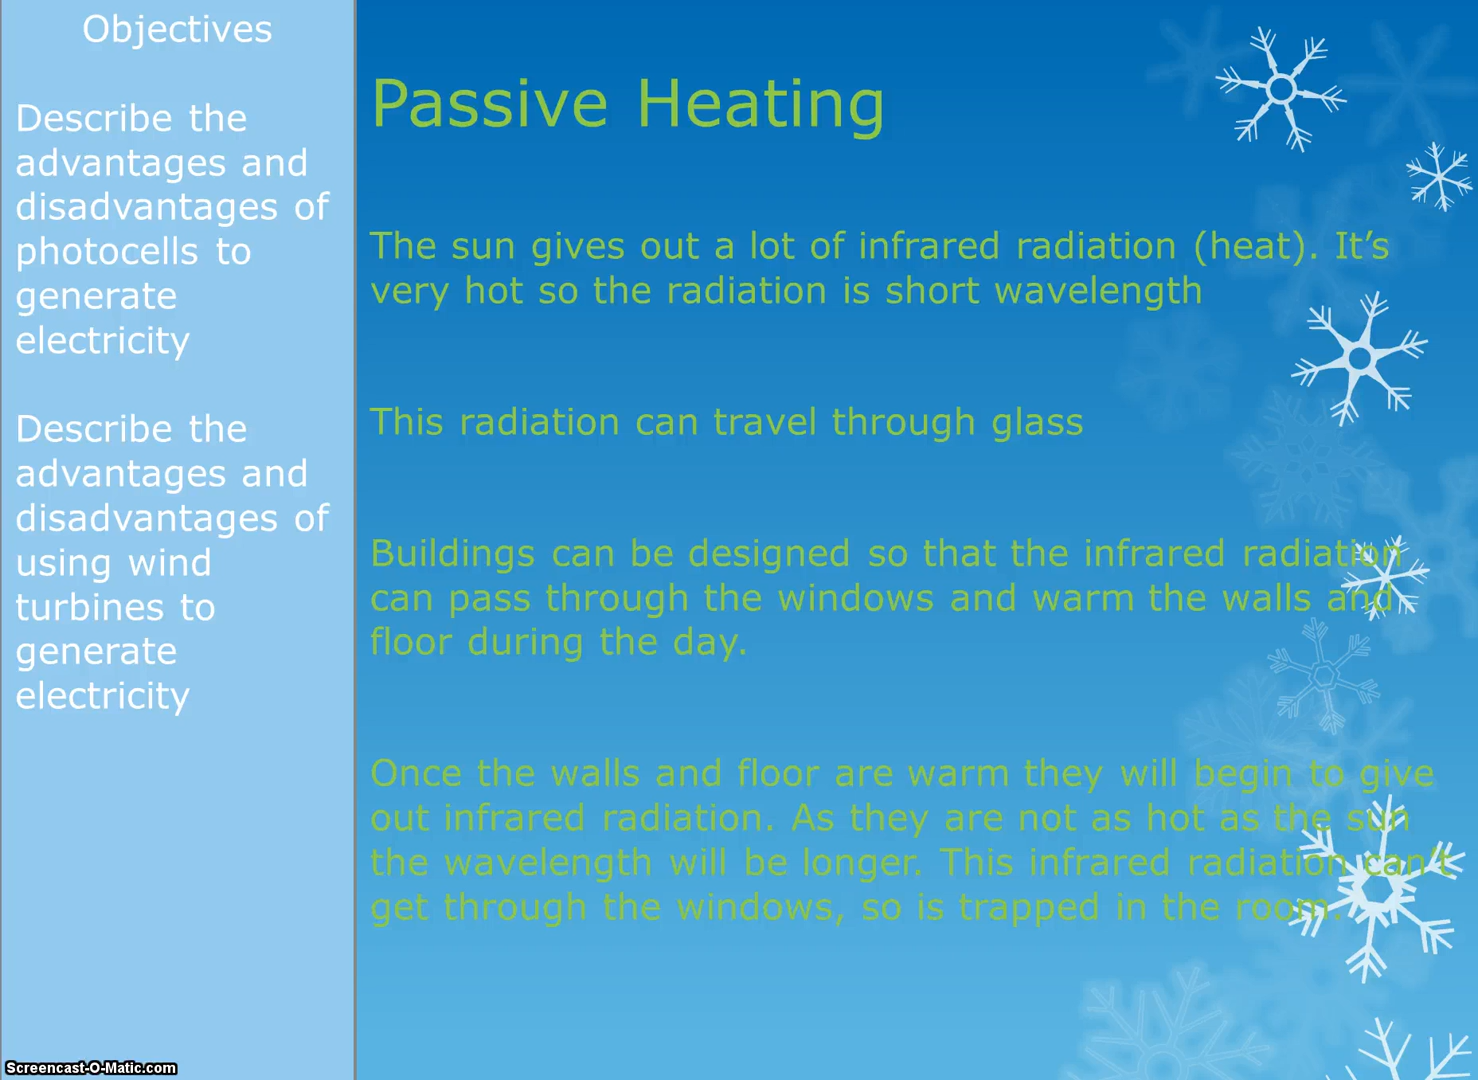 Objectives
Describe the
advantages and
disadvantages of
photocells to
generate
electricity
Describe the
advantages and
disadvantages of
using wind
turbines to
generate
electricity
Passive Heating
The sun gives out a lot of infrared radiation (heat). It’s
very hot so the radiation is short wavelength
This radiation can travel through glass
Buildings can be designed so that the infrared radiation
can pass through the windows and warm the walls and
floor during the day.
Once the walls and floor are warm they will begin to give
out infrared radiation. As they are not as hot as the sun
the wavelength will be longer. This infrared radiation can’t
get through the windows, so is trapped in the room.
Screencast-O-Matic.com